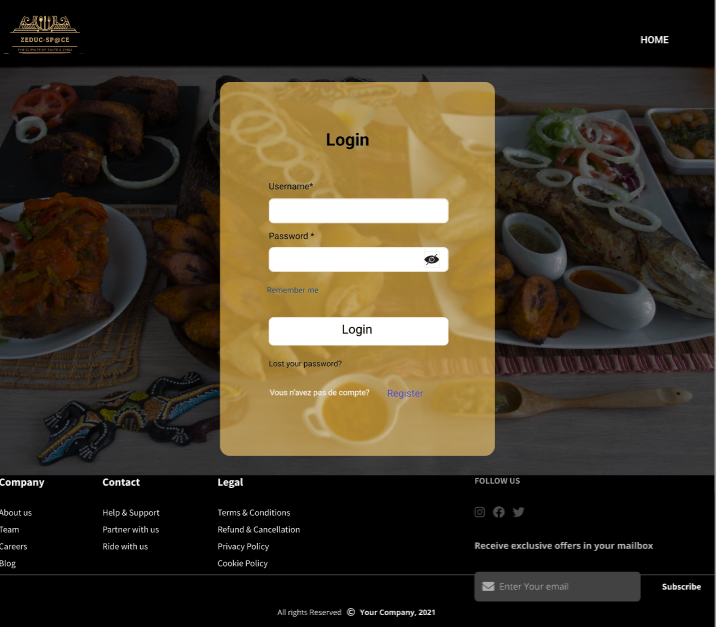 ZEDUC-SP@CE
HOME
Login
Username*
Password *
Remember me
Login
Lost your password?
Vous n'avez pas de compte? Register
Company
Contact
Legal
FOLLOW US
About us
Help & Support
Terms & Conditions
Team
Partner with us
Refund & Cancellation
Careers
Ride with us
Privacy Policy
Receive exclusive offers in your mailbox
Blog
Cookie Policy
Enter Your email
Subscribe
All rights Reserved © Your Company, 2021